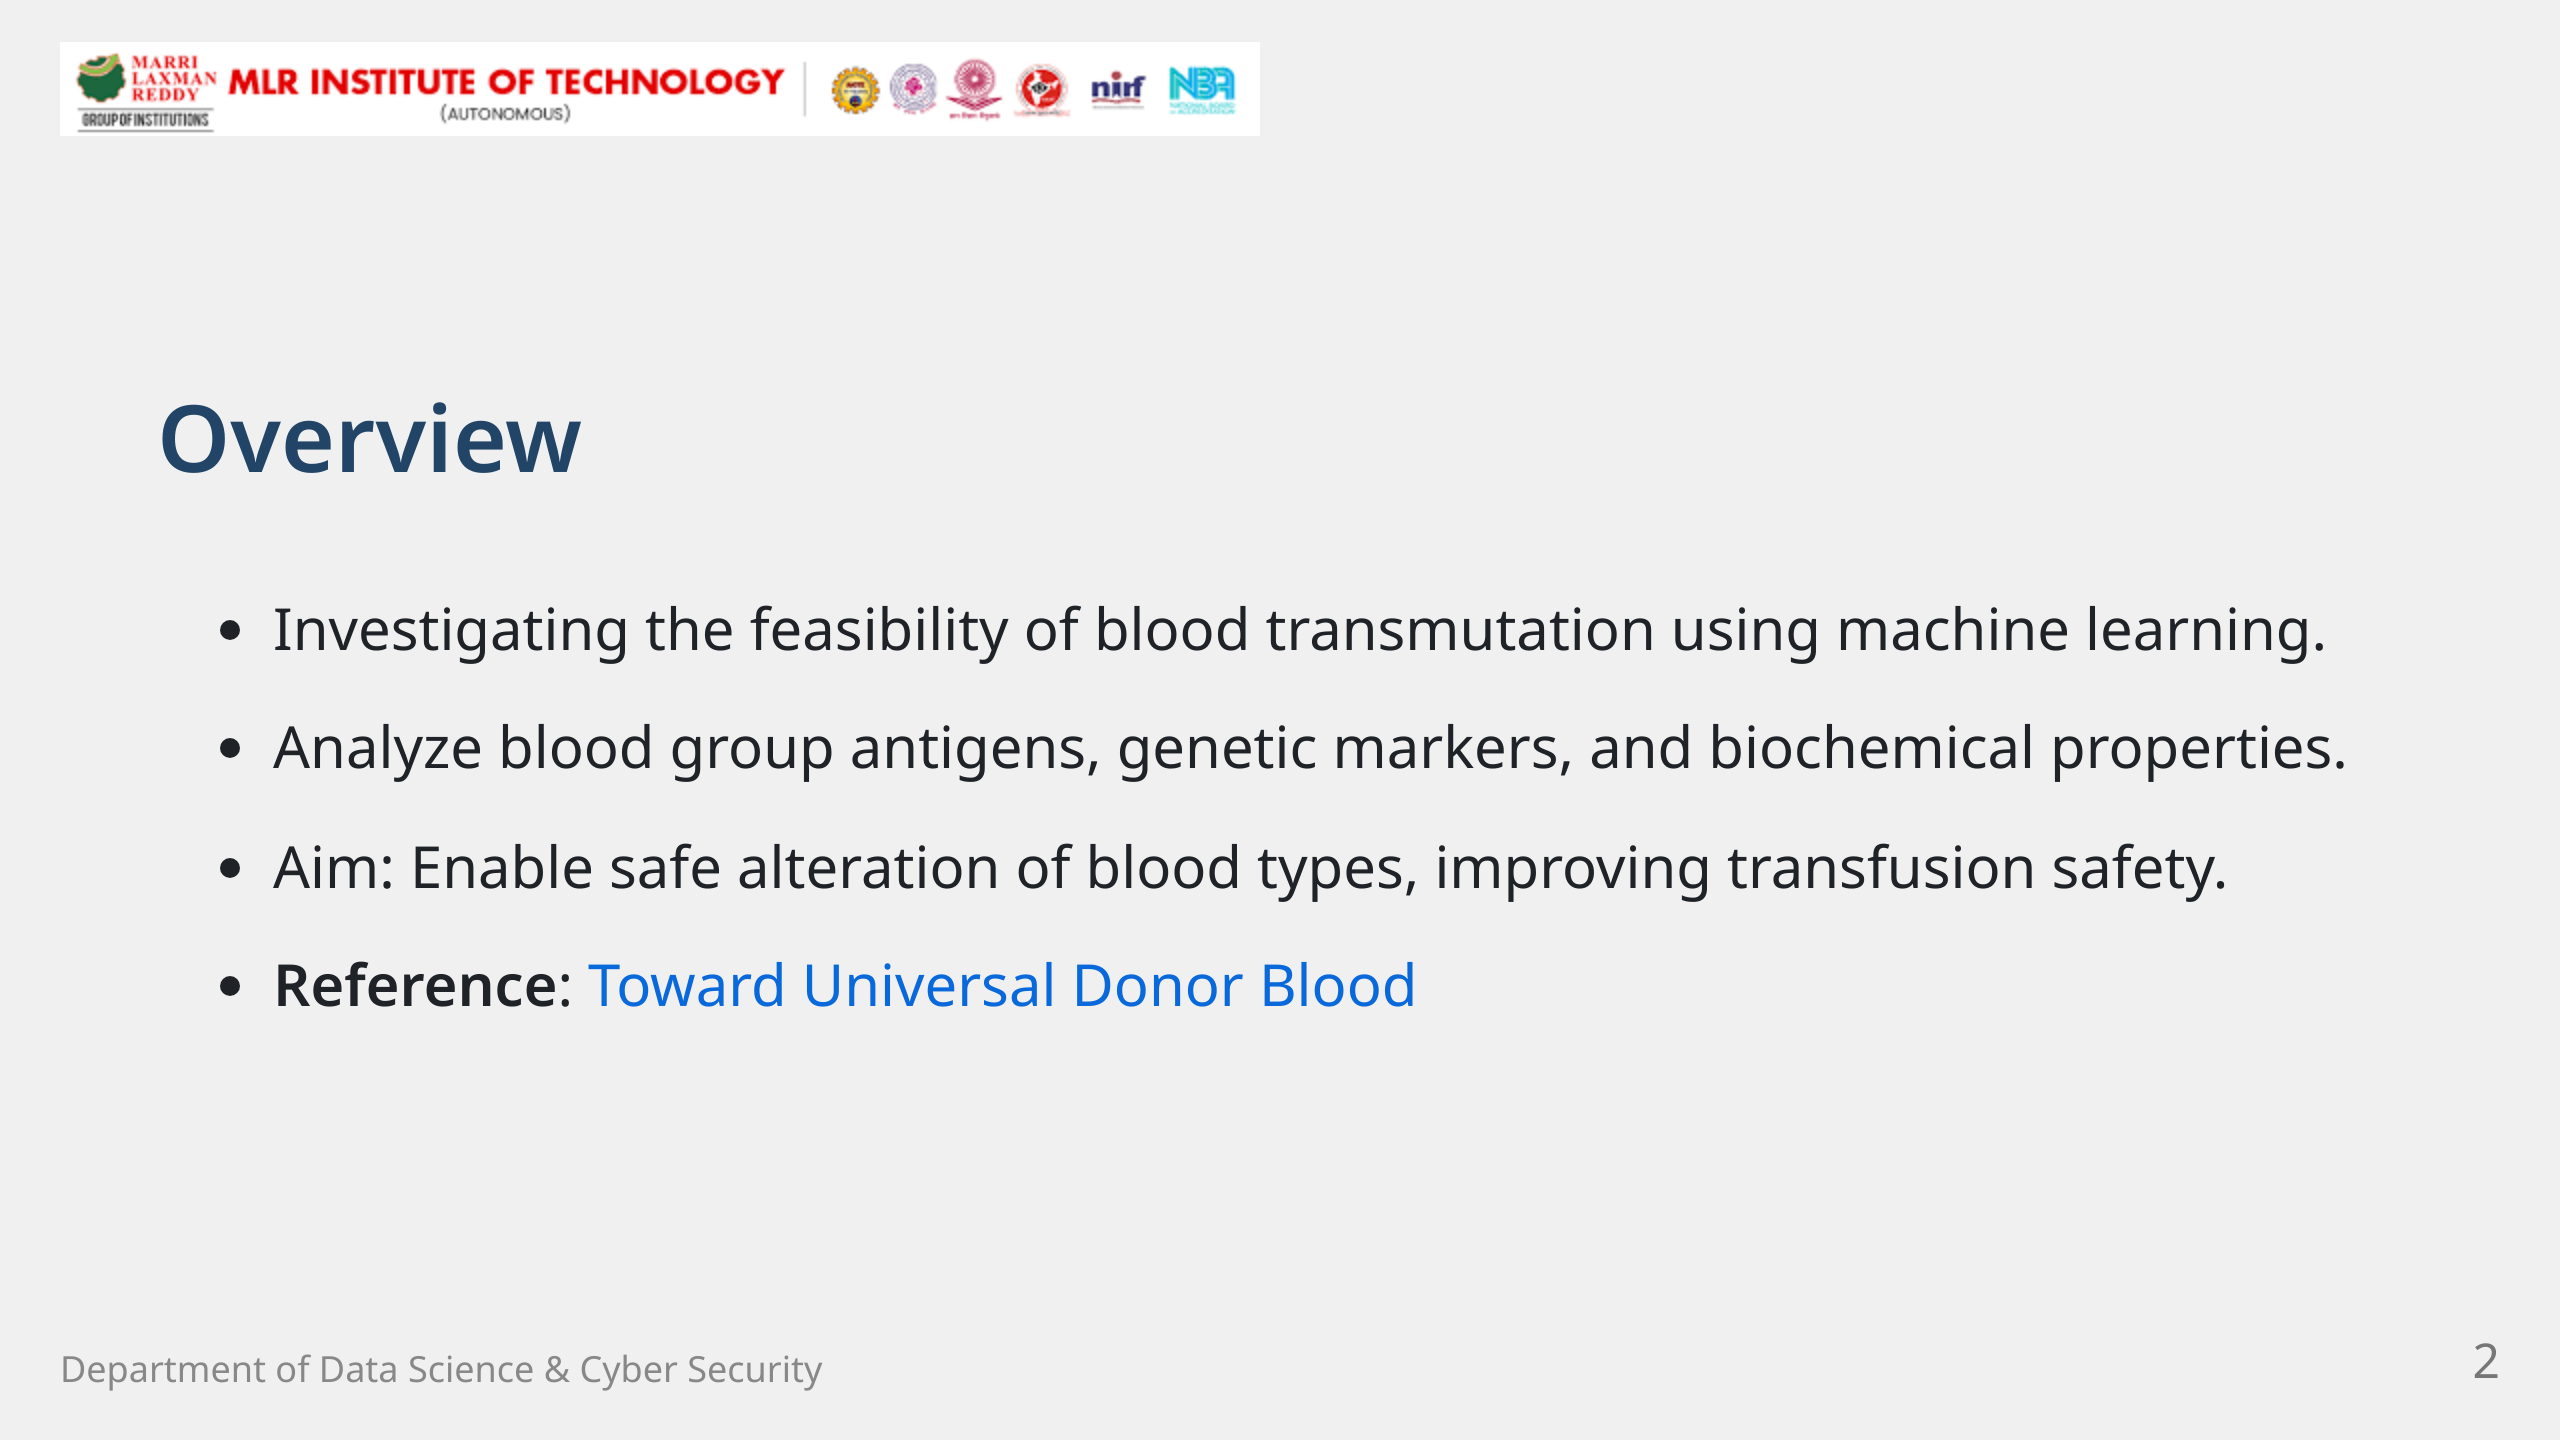 MARRI
LAXMAN
REDDY
GROUP OF INSTITUTIONS
MLR INSTITUTE OF TECHNOLOGY
(AUTONOMOUS)
nirf
NBA
NATIONAL BOARD
Overview
• Investigating the feasibility of blood transmutation using machine learning.
• Analyze blood group antigens, genetic markers, and biochemical properties.
• Aim: Enable safe alteration of blood types, improving transfusion safety.
• Reference: Toward Universal Donor Blood
Department of Data Science & Cyber Security
2